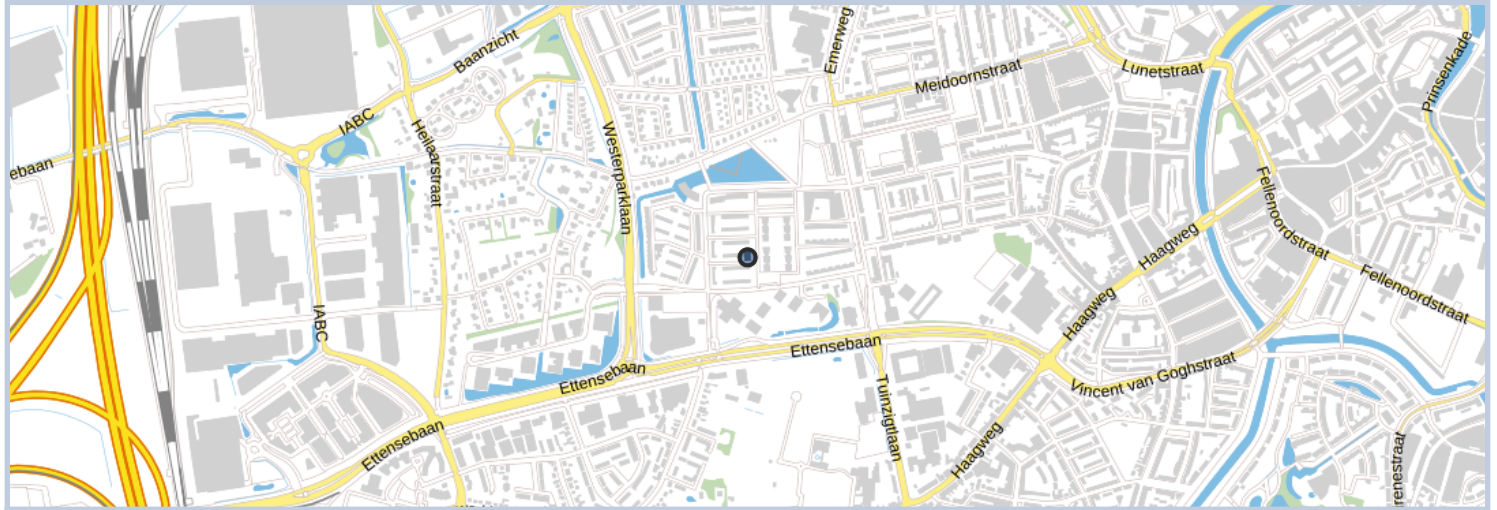 Emerweg
Baanzicht
Prinsenkade
Lunetstraat
Meidoornstraat
IABC
Heilaarstraat
Westerparklaan
ebaan
Fellenoordstraat
Haagweg
Fellenoordstraat
IABC
Haagweg
Ettensebaan
Vincent van Goghstraat
Ettensebaan
Tuinzigtlaan
Ettensebaan
Haagweg
renestraat